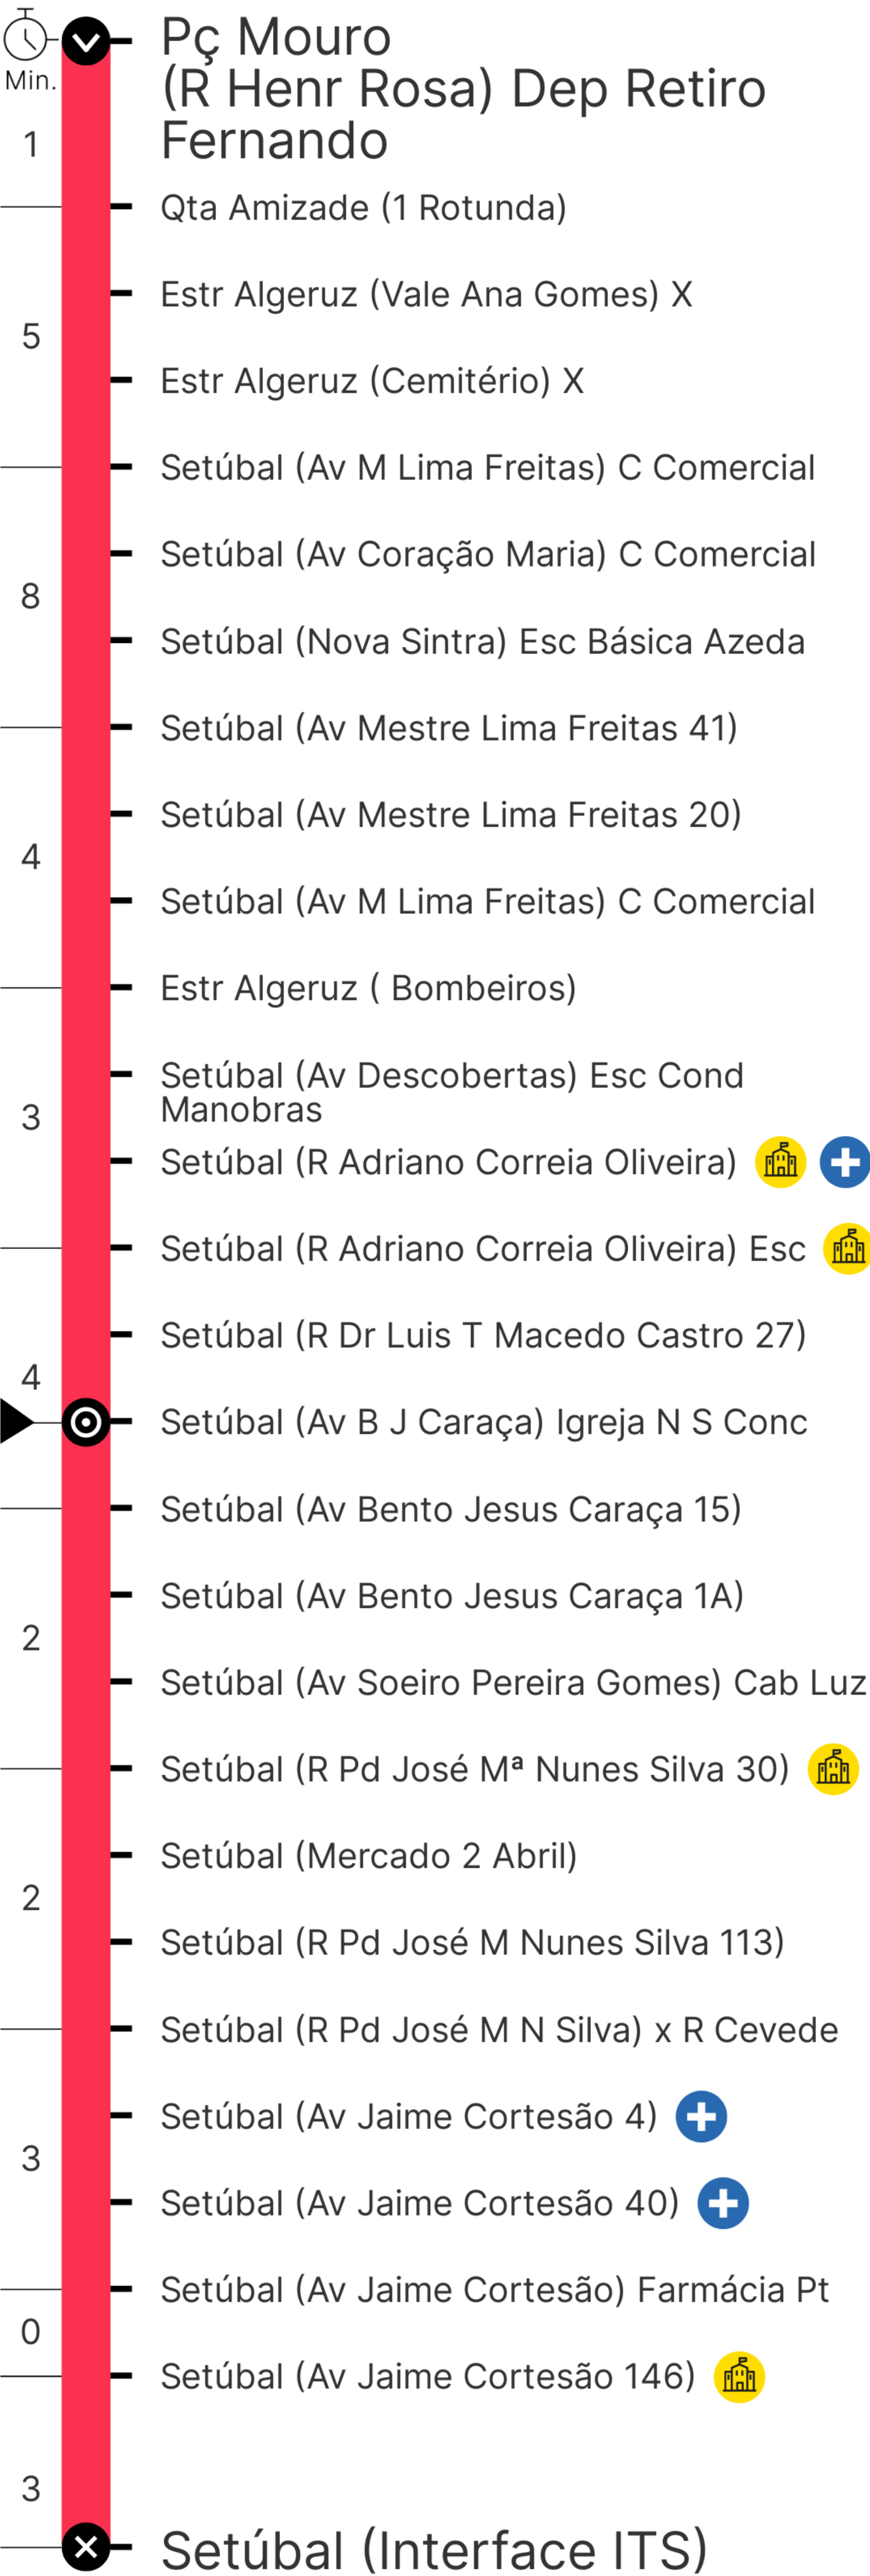 Pç Mouro
Min.
(R Henr Rosa) Dep Retiro
1
Fernando
Qta Amizade (1 Rotunda)
Estr Algeruz (Vale Ana Gomes) X
5
Estr Algeruz (Cemitério) X
Setúbal (Av M Lima Freitas) C Comercial
Setúbal (Av Coração Maria) C Comercial
8
Setúbal (Nova Sintra) Esc Básica Azeda
Setúbal (Av Mestre Lima Freitas 41)
Setúbal (Av Mestre Lima Freitas 20)
4
Setúbal (Av M Lima Freitas) C Comercial
Estr Algeruz ( Bombeiros)
Setúbal (Av Descobertas) Esc Cond
Manobras
3
Setúbal (R Adriano Correia Oliveira)
Setúbal (R Adriano Correia Oliveira) Esc
Setúbal (R Dr Luis T Macedo Castro 27)
4
Setúbal (Av B J Caraça) Igreja N S Conc
Setúbal (Av Bento Jesus Caraça 15)
Setúbal (Av Bento Jesus Caraça 1A)
2
Setúbal (Av Soeiro Pereira Gomes) Cab Luz
Setúbal (R Pd José Mª Nunes Silva 30)
Setúbal (Mercado 2 Abril)
2
Setúbal (R Pd José M Nunes Silva 113)
Setúbal (R Pd José M N Silva) x R Cevede
Setúbal (Av Jaime Cortesão 4)
3
Setúbal (Av Jaime Cortesão 40)
Setúbal (Av Jaime Cortesão) Farmácia Pt
0
Setúbal (Av Jaime Cortesão 146)
3
Setúbal (Interface ITS)